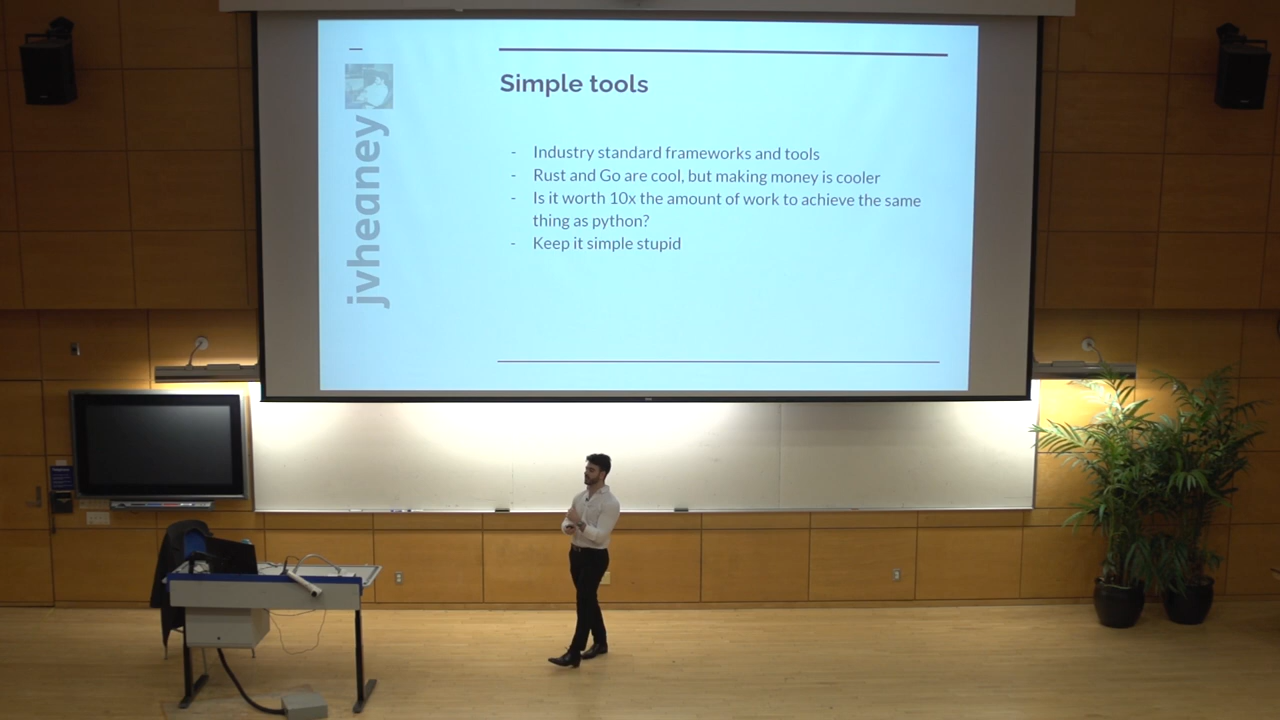 Simple tools
jvheaney
- Industry standard frameworks and tools
- Rust and Go are cool, but making money is cooler
- Is it worth 10x the amount of work to achieve the same
thing as python?
- Keep it simple stupid